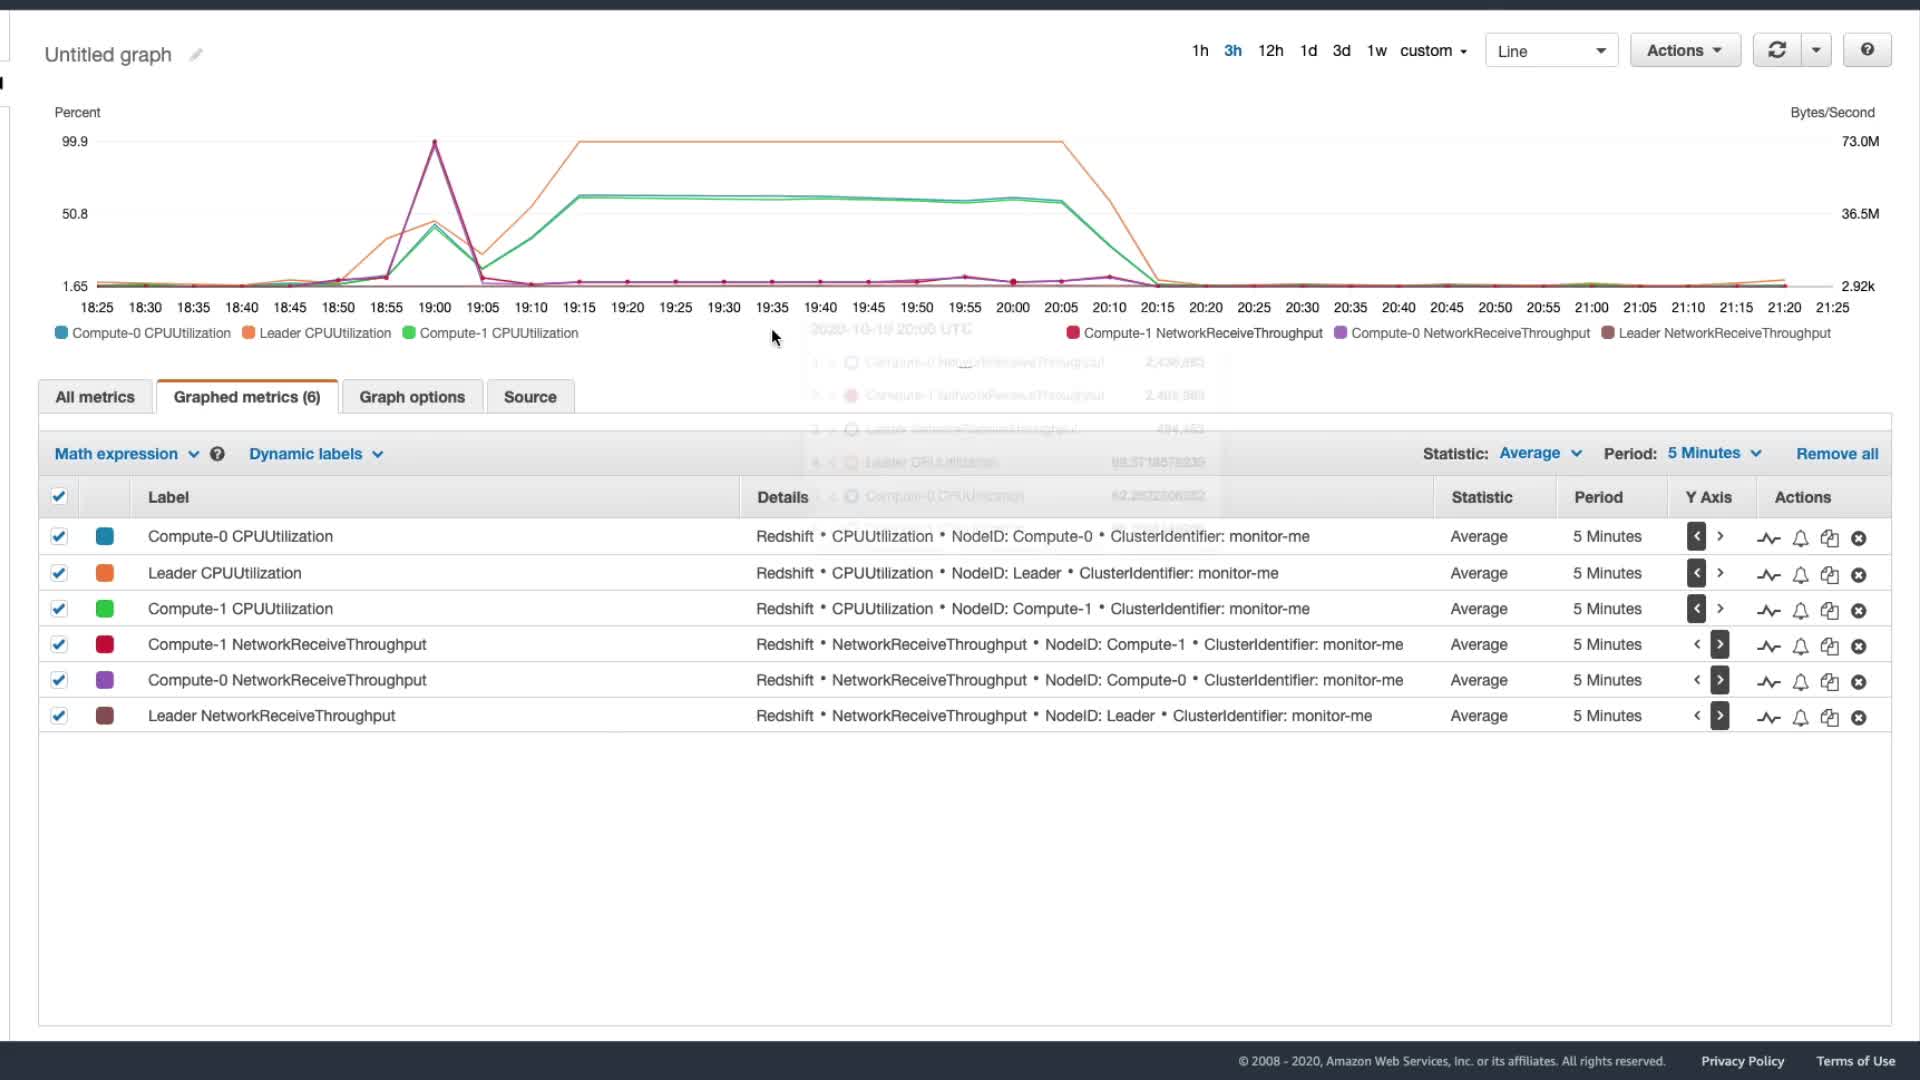 Untitled graph
1h 3h 12h 1d 3d 1w custom Line Actions
Percent Bytes/Second
99.9 73.0M
50.8 36.5M
1.65 2.92k
18:25 18:30 18:35 18:40 18:45 18:50 18:55 19:00 19:05 19:10 19:15 19:20 19:25 19:30 19:35 19:40 19:45 19:50 19:55 20:00 20:05 20:10 20:15 20:20 20:25 20:30 20:35 20:40 20:45 20:50 20:55 21:00 21:05 21:10 21:15 21:20 21:25
Compute-0 CPUUtilization Leader CPUUtilization Compute-1 CPUUtilization Compute-1 NetworkReceiveThroughput Compute-0 NetworkReceiveThroughput Leader NetworkReceiveThroughput
All metrics Graphed metrics (6) Graph options Source
Math expression Dynamic labels Statistic: Average Period: 5 Minutes Remove all
Label Details Statistic Period Y Axis Actions
Compute-0 CPUUtilization Redshift • CPUUtilization • NodeID: Compute-0 • ClusterIdentifier: monitor-me Average 5 Minutes
Leader CPUUtilization Redshift • CPUUtilization • NodeID: Leader • ClusterIdentifier: monitor-me Average 5 Minutes
Compute-1 CPUUtilization Redshift • CPUUtilization • NodeID: Compute-1 • ClusterIdentifier: monitor-me Average 5 Minutes
Compute-1 NetworkReceiveThroughput Redshift • NetworkReceiveThroughput • NodeID: Compute-1 • ClusterIdentifier: monitor-me Average 5 Minutes
Compute-0 NetworkReceiveThroughput Redshift • NetworkReceiveThroughput • NodeID: Compute-0 • ClusterIdentifier: monitor-me Average 5 Minutes
Leader NetworkReceiveThroughput Redshift • NetworkReceiveThroughput • NodeID: Leader • ClusterIdentifier: monitor-me Average 5 Minutes
© 2008 - 2020, Amazon Web Services, Inc. or its affiliates. All rights reserved. Privacy Policy Terms of Use